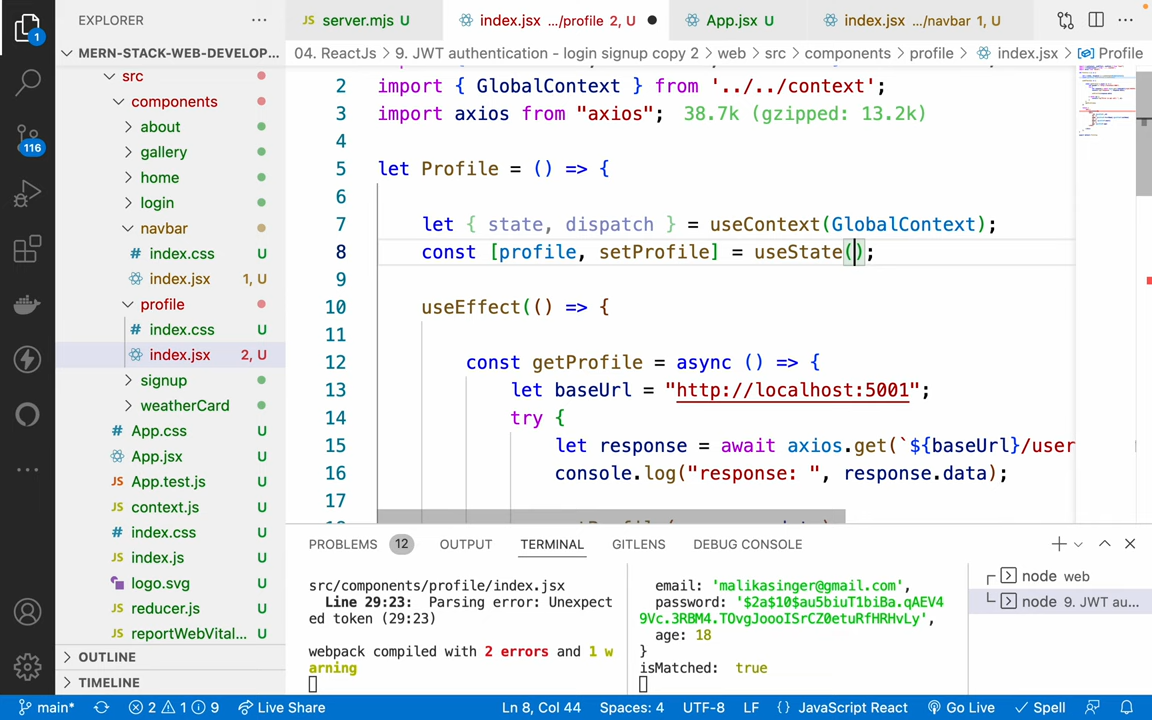 EXPLORER
server.mjs U
index.jsx .../profile 2, U
App.jsx U
index.jsx .../navbar 1, U
MERN-STACK-WEB-DEVELOP...
04. ReactJs > 9. JWT authentication - login signup copy 2 > web > src > components > profile > index.jsx > Profile
src
components
about
gallery
home
login
navbar
index.css U
index.jsx 1, U
profile
index.css U
index.jsx 2, U
signup
weatherCard
App.css U
App.jsx U
App.test.js U
context.js U
index.css U
index.js U
logo.svg U
reducer.js U
reportWebVital... U
OUTLINE
TIMELINE
1
116
2 import { GlobalContext } from '../../context';
3 import axios from "axios"; 38.7k (gzipped: 13.2k)
4
5 let Profile = () => {
6
7 let { state, dispatch } = useContext(GlobalContext);
8 const [profile, setProfile] = useState();
9
10 useEffect(() => {
11
12 const getProfile = async () => {
13 let baseUrl = "http://localhost:5001";
14 try {
15 let response = await axios.get(`${baseUrl}/user
16 console.log("response: ", response.data);
17
PROBLEMS 12 OUTPUT TERMINAL GITLENS DEBUG CONSOLE
src/components/profile/index.jsx
Line 29:23: Parsing error: Unexpect
ed token (29:23)
webpack compiled with 2 errors and 1 w
arning
email: 'malikasinger@gmail.com',
password: '$2a$10$au5biuT1biBa.qAEV4
9Vc.3RBM4.TOvgJoooISrCZ0etuRfHRHvLy',
age: 18
}
isMatched: true
node web
node 9. JWT au...
main* 2 1 9 Live Share Ln 8, Col 44 Spaces: 4 UTF-8 LF {} JavaScript React Go Live Spell